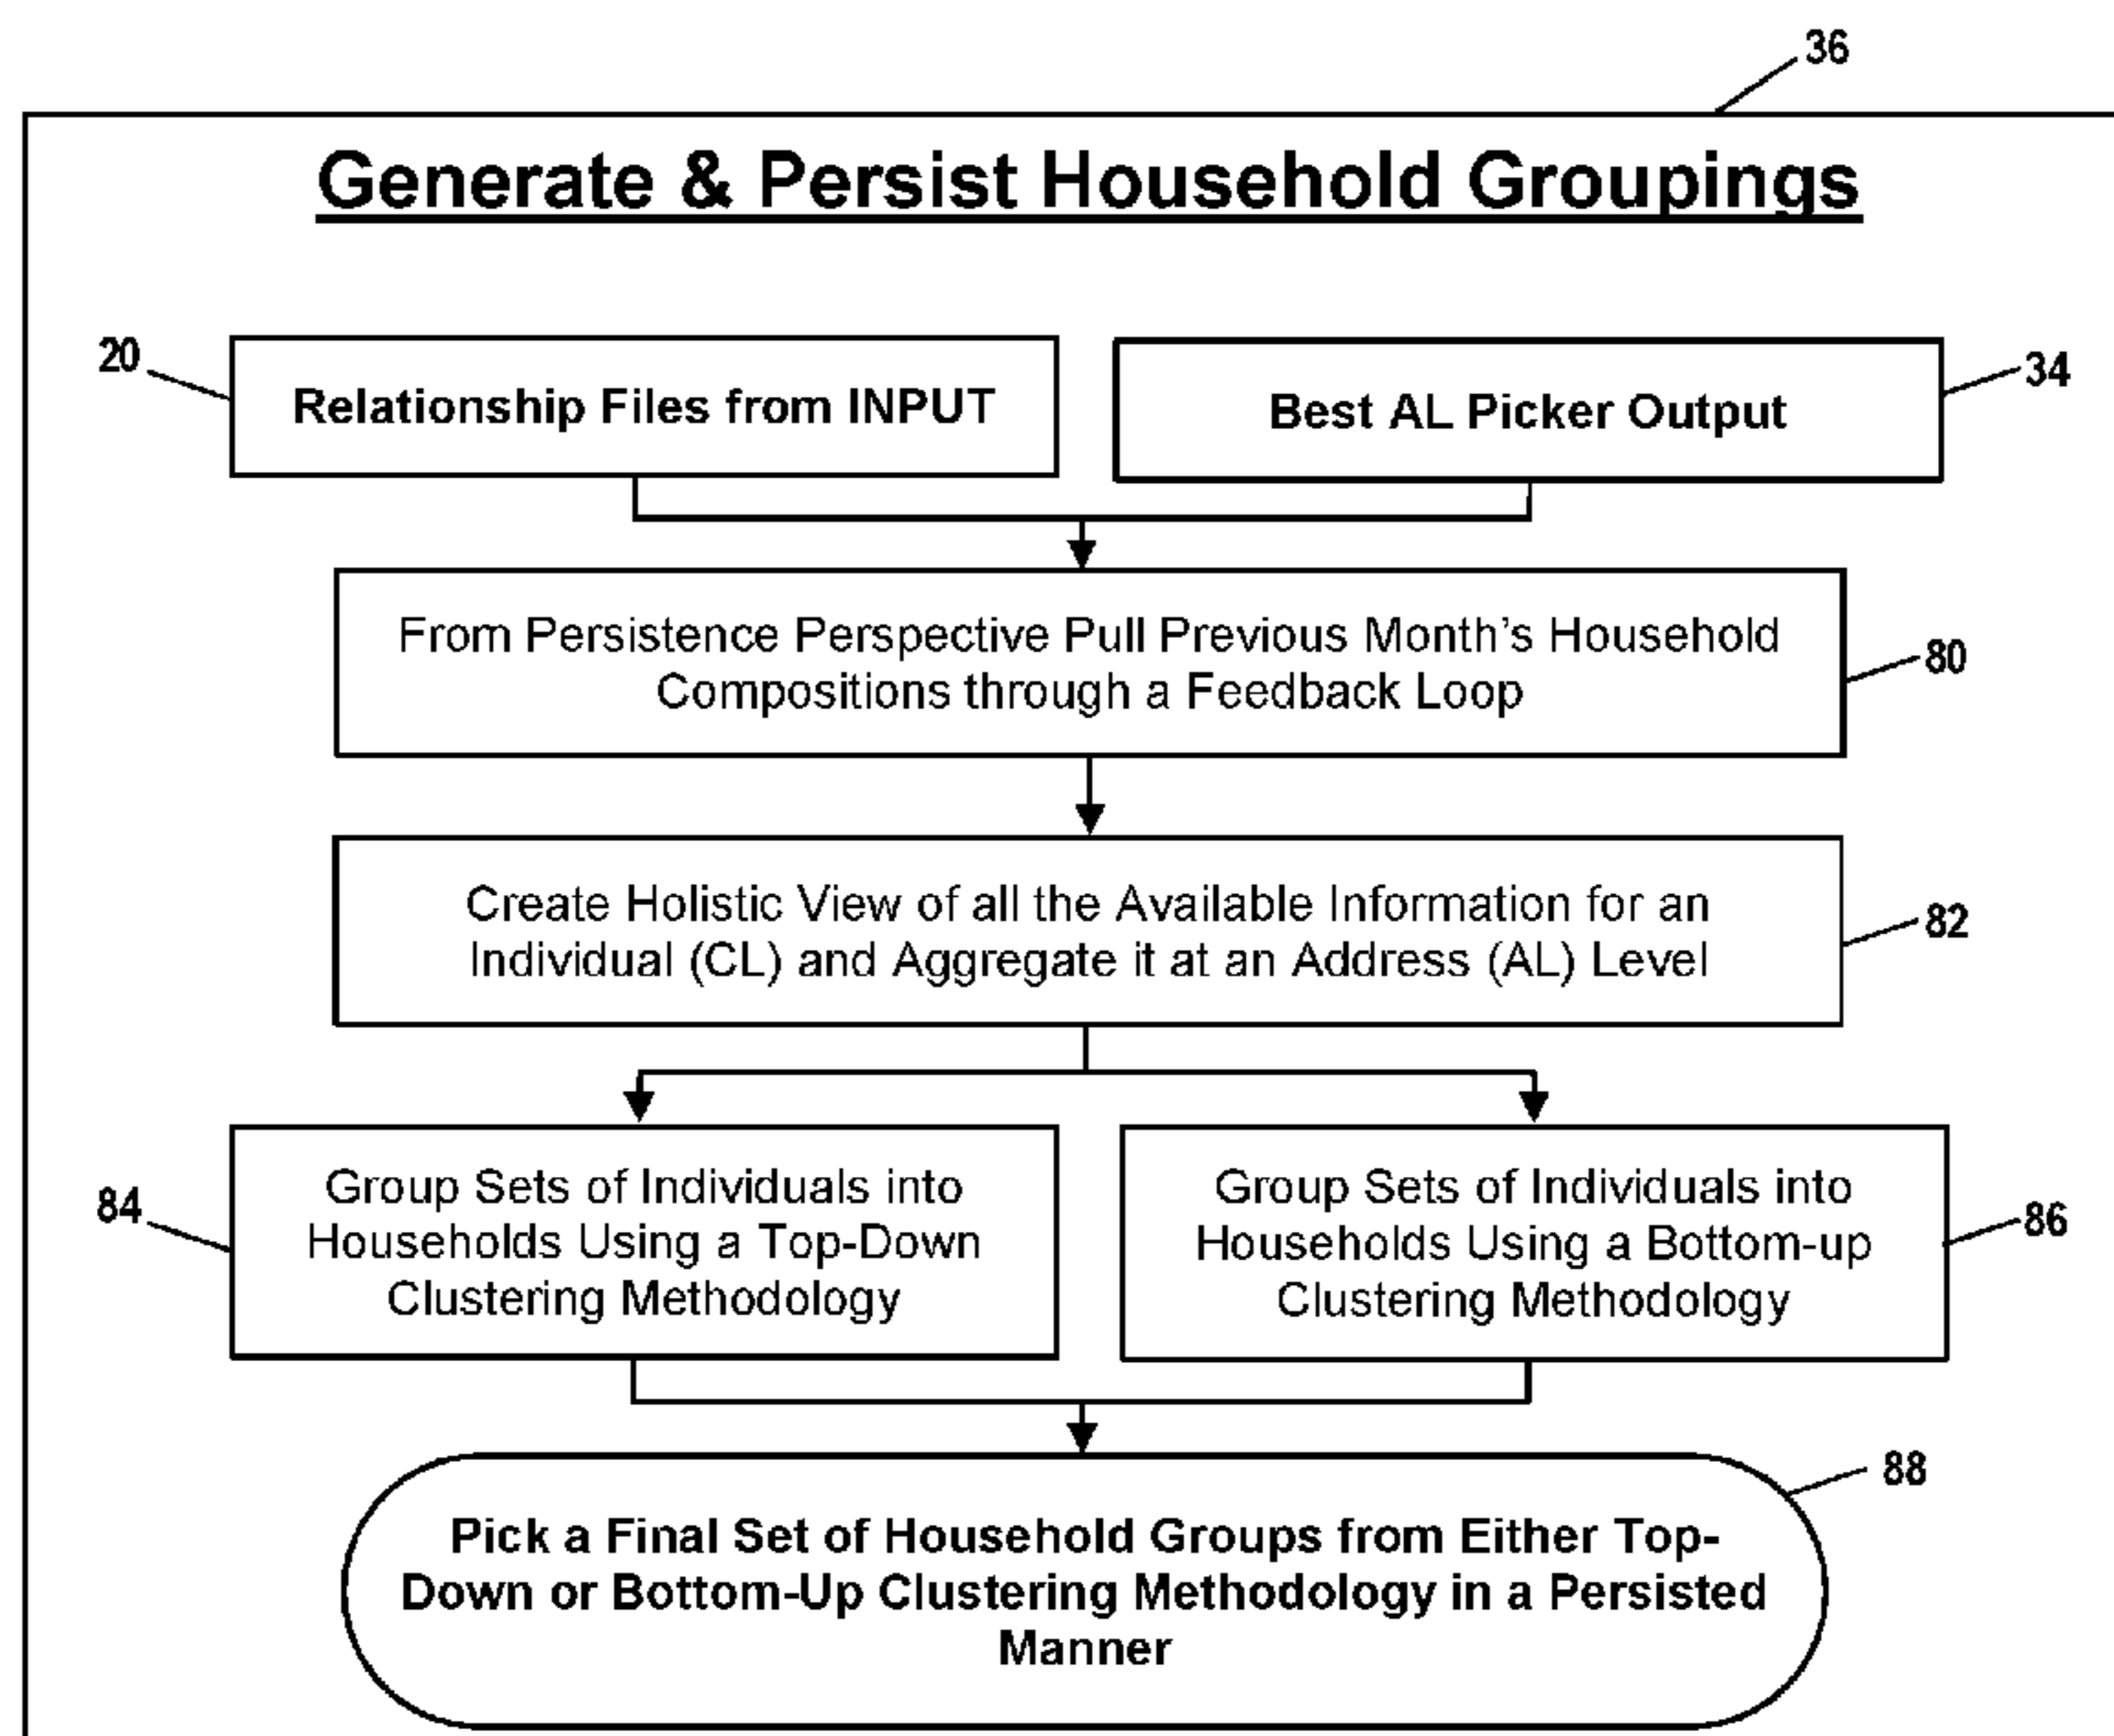 36
Generate & Persist Household Groupings
20
Relationship Files from INPUT
Best AL Picker Output
34
From Persistence Perspective Pull Previous Month's Household
Compositions through a Feedback Loop
80
Create Holistic View of all the Available Information for an
Individual (CL) and Aggregate it at an Address (AL) Level
82
84
Group Sets of Individuals into
Households Using a Top-Down
Clustering Methodology
Group Sets of Individuals into
Households Using a Bottom-up
Clustering Methodology
86
88
Pick a Final Set of Household Groups from Either Top-
Down or Bottom-Up Clustering Methodology in a Persisted
Manner